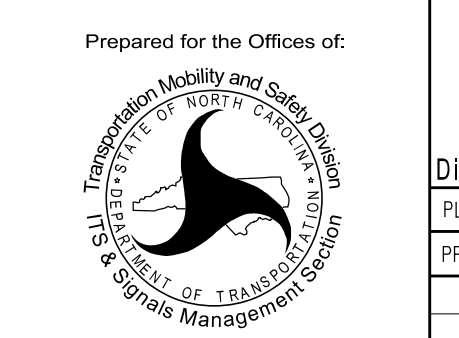 Prepared for the Offices of:
Transportation Mobility and Safety Division
STATE OF NORTH CAROLINA
DEPARTMENT OF TRANSPORTATION
ITS & Signals Management Section
Di
PL